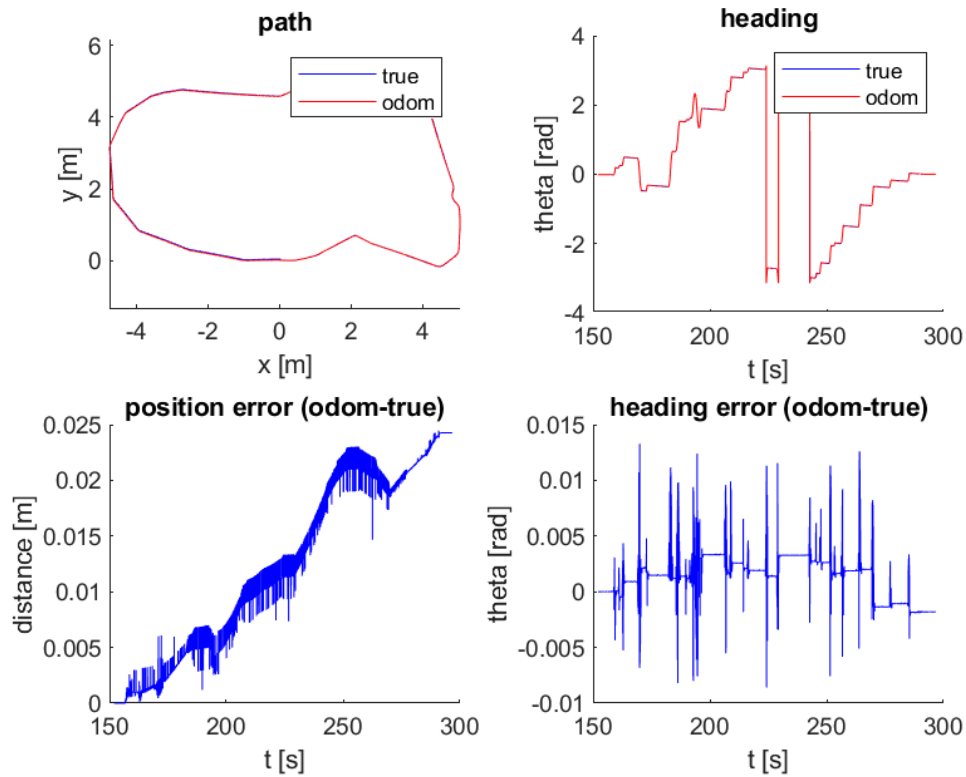 path
y [m]
6
4
2
0
true
odom
-4 -2 0 2 4
x [m]
heading
theta [rad]
4
2
0
-2
-4
true
odom
150 200 250 300
t [s]
position error (odom-true)
distance [m]
0.025
0.02
0.015
0.01
0.005
0
150 200 250 300
t [s]
heading error (odom-true)
theta [rad]
0.015
0.01
0.005
0
-0.005
-0.01
150 200 250 300
t [s]